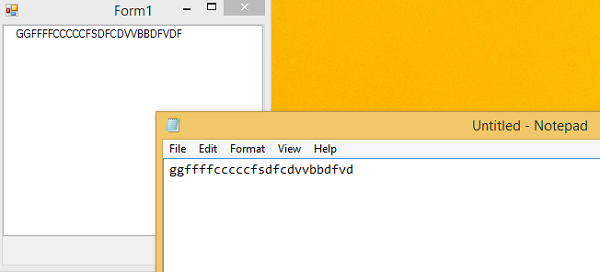 Form1
GGFFFFCCCCCFSDFCDVVBBDFVDF
Untitled - Notepad
File Edit Format View Help
ggffffcccccfsdfcdvvbbdfvd